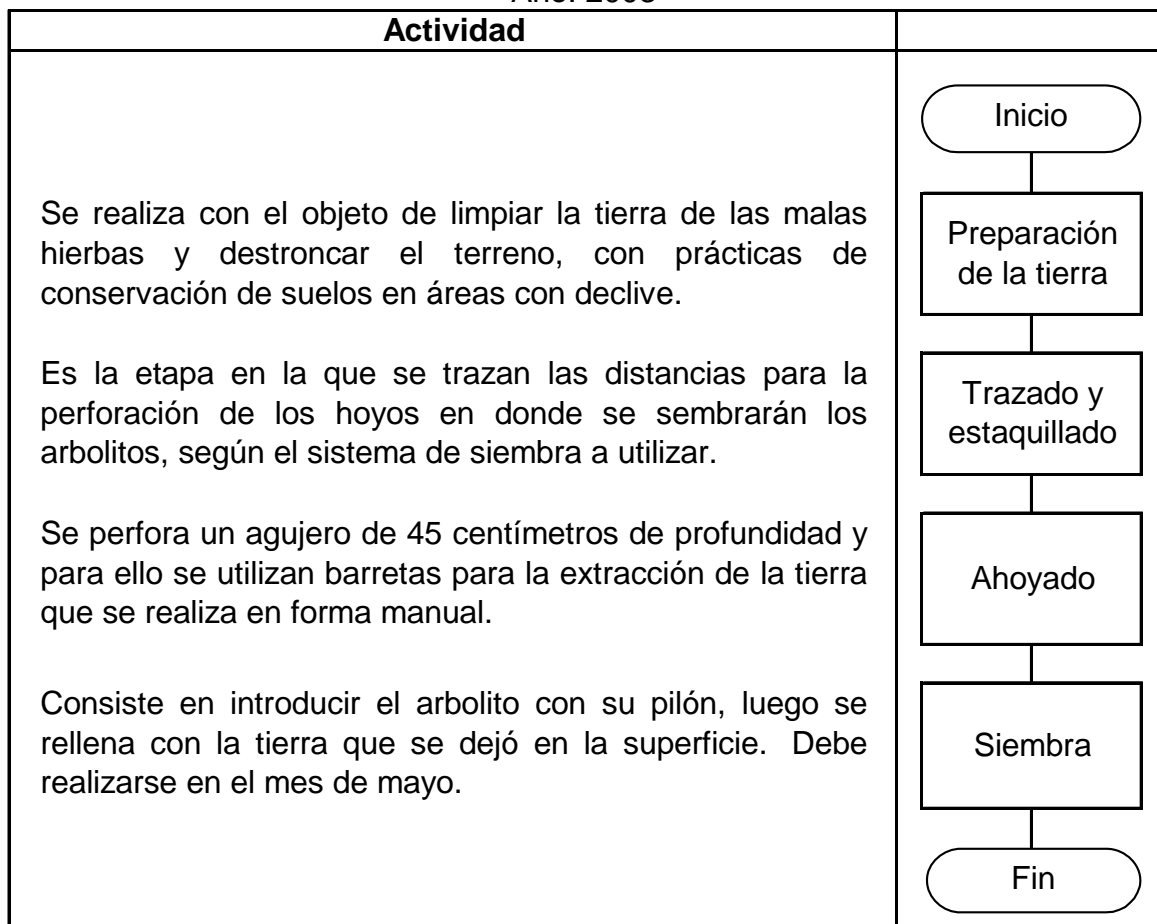 Actividad
Inicio
Se realiza con el objeto de limpiar la tierra de las malas
hierbas y destroncar el terreno, con prácticas de
conservación de suelos en áreas con declive.
Preparación
de la tierra
Es la etapa en la que se trazan las distancias para la
perforación de los hoyos en donde se sembrarán los
arbolitos, según el sistema de siembra a utilizar.
Trazado y
estaquillado
Se perfora un agujero de 45 centímetros de profundidad y
para ello se utilizan barretas para la extracción de la tierra
que se realiza en forma manual.
Ahoyado
Consiste en introducir el arbolito con su pilón, luego se
rellena con la tierra que se dejó en la superficie. Debe
realizarse en el mes de mayo.
Siembra
Fin